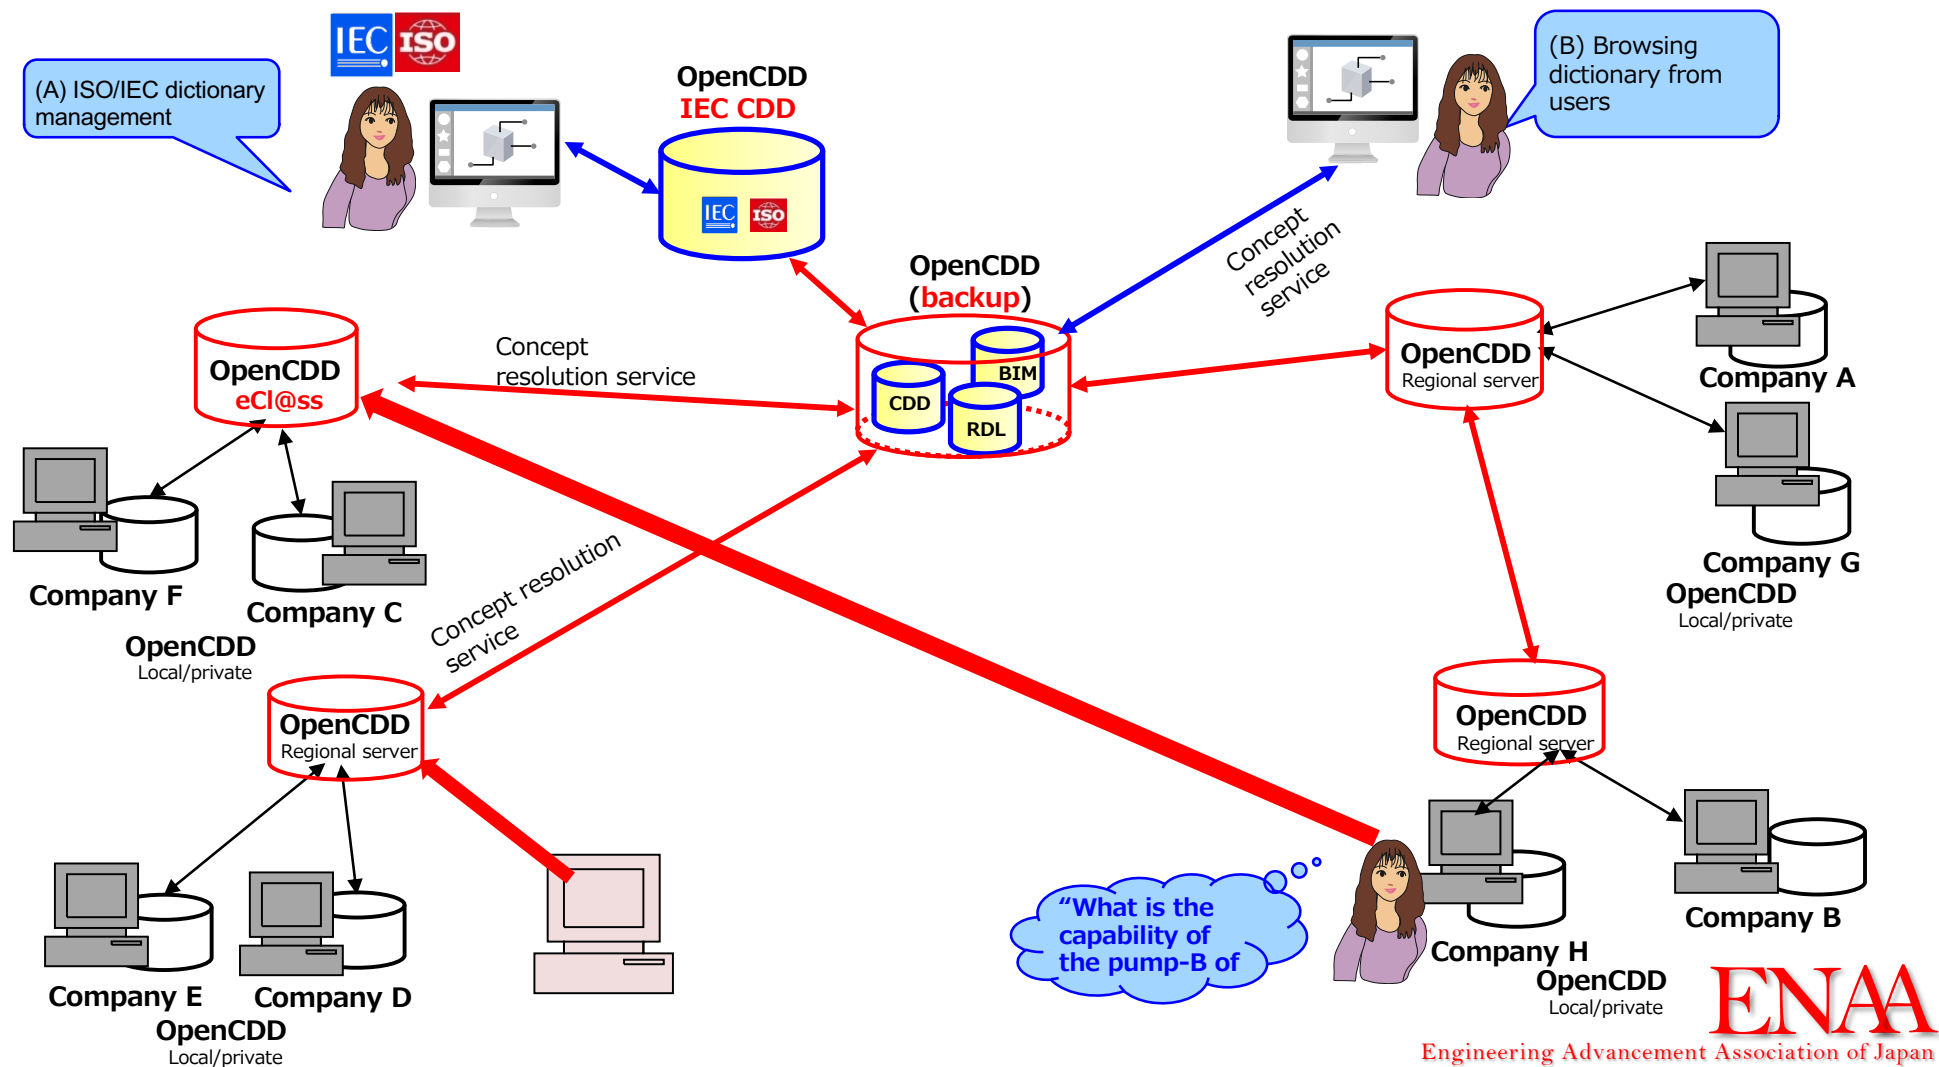 IEC ISO
(A) ISO/IEC dictionary
management
OpenCDD
IEC CDD
IEC ISO
(B) Browsing
dictionary from
users
Concept
resolution
service
OpenCDD
(backup)
BIM
CDD
RDL
OpenCDD
eCl@ss
Concept
resolution service
OpenCDD
Regional server
Company A
Company G
OpenCDD
Local/private
Company F
Company C
OpenCDD
Local/private
Concept resolution
service
OpenCDD
Regional server
OpenCDD
Regional server
Company E
Company D
OpenCDD
Local/private
“What is the
capability of
the pump-B of
Company H
OpenCDD
Local/private
Company B
ENAA
Engineering Advancement Association of Japan